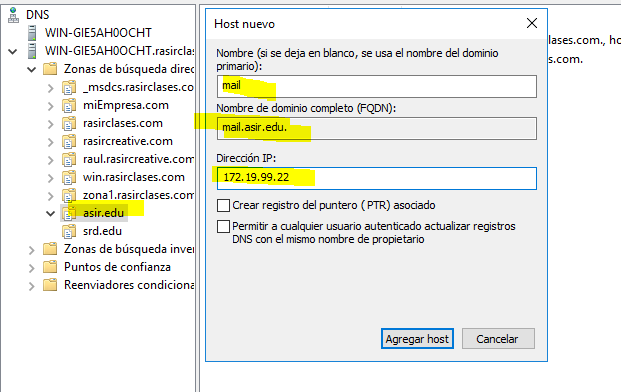 DNS
WIN-GIE5AH0OCHT
WIN-GIE5AH0OCHT.rasirclas
Zonas de búsqueda direc
_msdcs.rasirclases.co
miEmpresa.com
rasirclases.com
rasircreative.com
raul.rasircreative.com
win.rasirclases.com
zona1.rasirclases.com
asir.edu
srd.edu
Zonas de búsqueda inver
Puntos de confianza
Reenviadores condiciona
Host nuevo
Nombre (si se deja en blanco, se usa el nombre del dominio
primario):
mail
Nombre de dominio completo (FQDN):
mail.asir.edu.
Dirección IP:
172.19.99.22
Crear registro del puntero (PTR) asociado
Permitir a cualquier usuario autenticado actualizar registros
DNS con el mismo nombre de propietario
Agregar host
Cancelar
lases.com., ho
s.com.